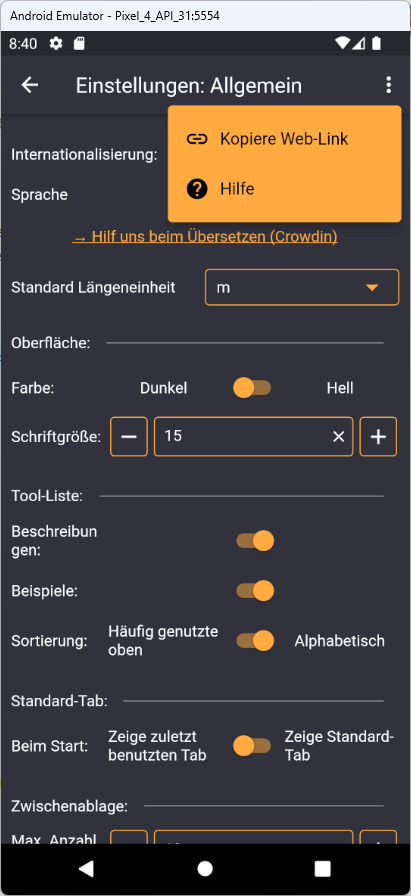 Android Emulator - Pixel_4_API_31:5554
8:40
Einstellungen: Allgemein
Kopiere Web-Link
Internationalisierung:
Hilfe
Sprache
→ Hilf uns beim Übersetzen (Crowdin)
Standard Längeneinheit m
Oberfläche:
Farbe: Dunkel Hell
Schriftgröße: − 15 × +
Tool-Liste:
Beschreibun
gen:
Beispiele:
Sortierung: Häufig genutzte
oben Alphabetisch
Standard-Tab:
Beim Start: Zeige zuletzt
benutzten Tab Zeige Standard-
Tab
Zwischenablage:
Max. Anzahl